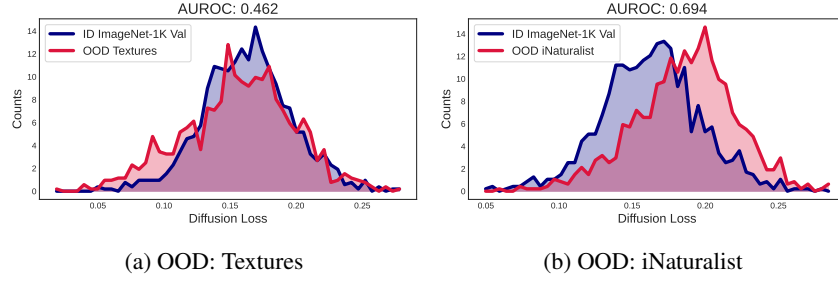 AUROC: 0.462
ID ImageNet-1K Val
OOD Textures
Counts
14
12
10
8
6
4
2
0
0.05
0.10
0.15
0.20
0.25
Diffusion Loss
(a) OOD: Textures
AUROC: 0.694
ID ImageNet-1K Val
OOD iNaturalist
Counts
14
12
10
8
6
4
2
0
0.05
0.10
0.15
0.20
0.25
Diffusion Loss
(b) OOD: iNaturalist